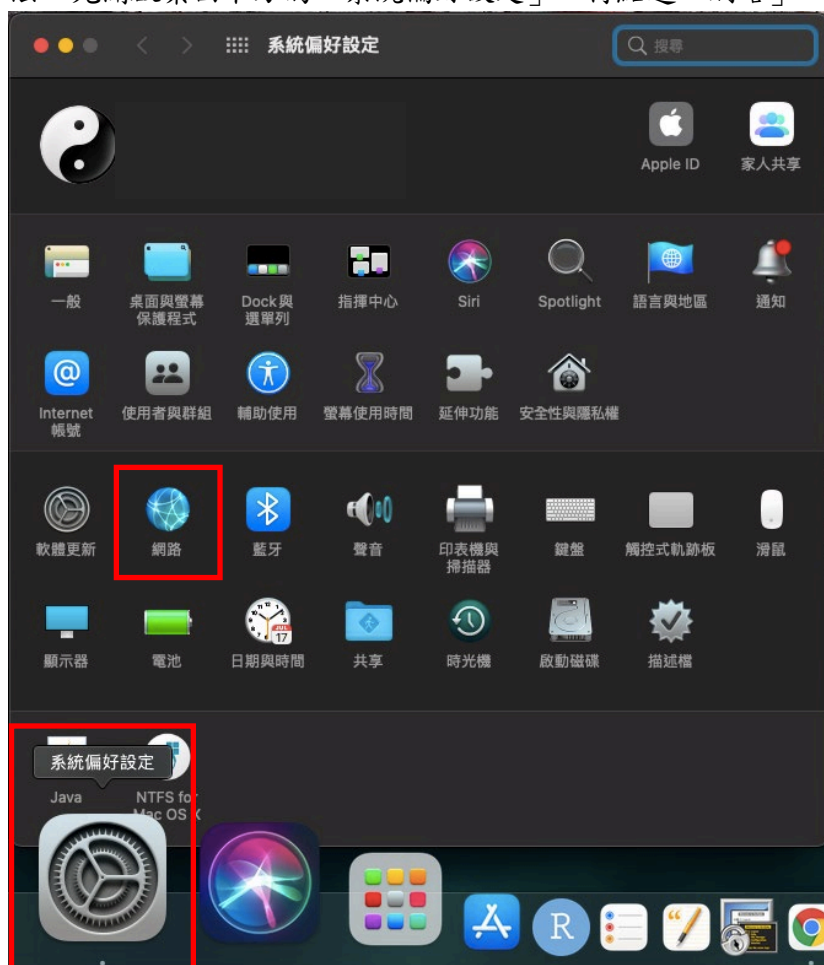 系統偏好設定
搜尋
Apple ID
家人共享
一般
桌面與螢幕
保護程式
Dock與
選單列
指揮中心
Siri
Spotlight
語言與地區
通知
Internet
帳號
使用者與群組
輔助使用
螢幕使用時間
延伸功能
安全性與隱私權
軟體更新
網路
藍牙
聲音
印表機與
掃描器
鍵盤
觸控式軌跡板
滑鼠
顯示器
電池
JUL
17
日期與時間
共享
時光機
啟動磁碟
描述檔
系統偏好設定
Java
NTFS for
Mac OS X
R